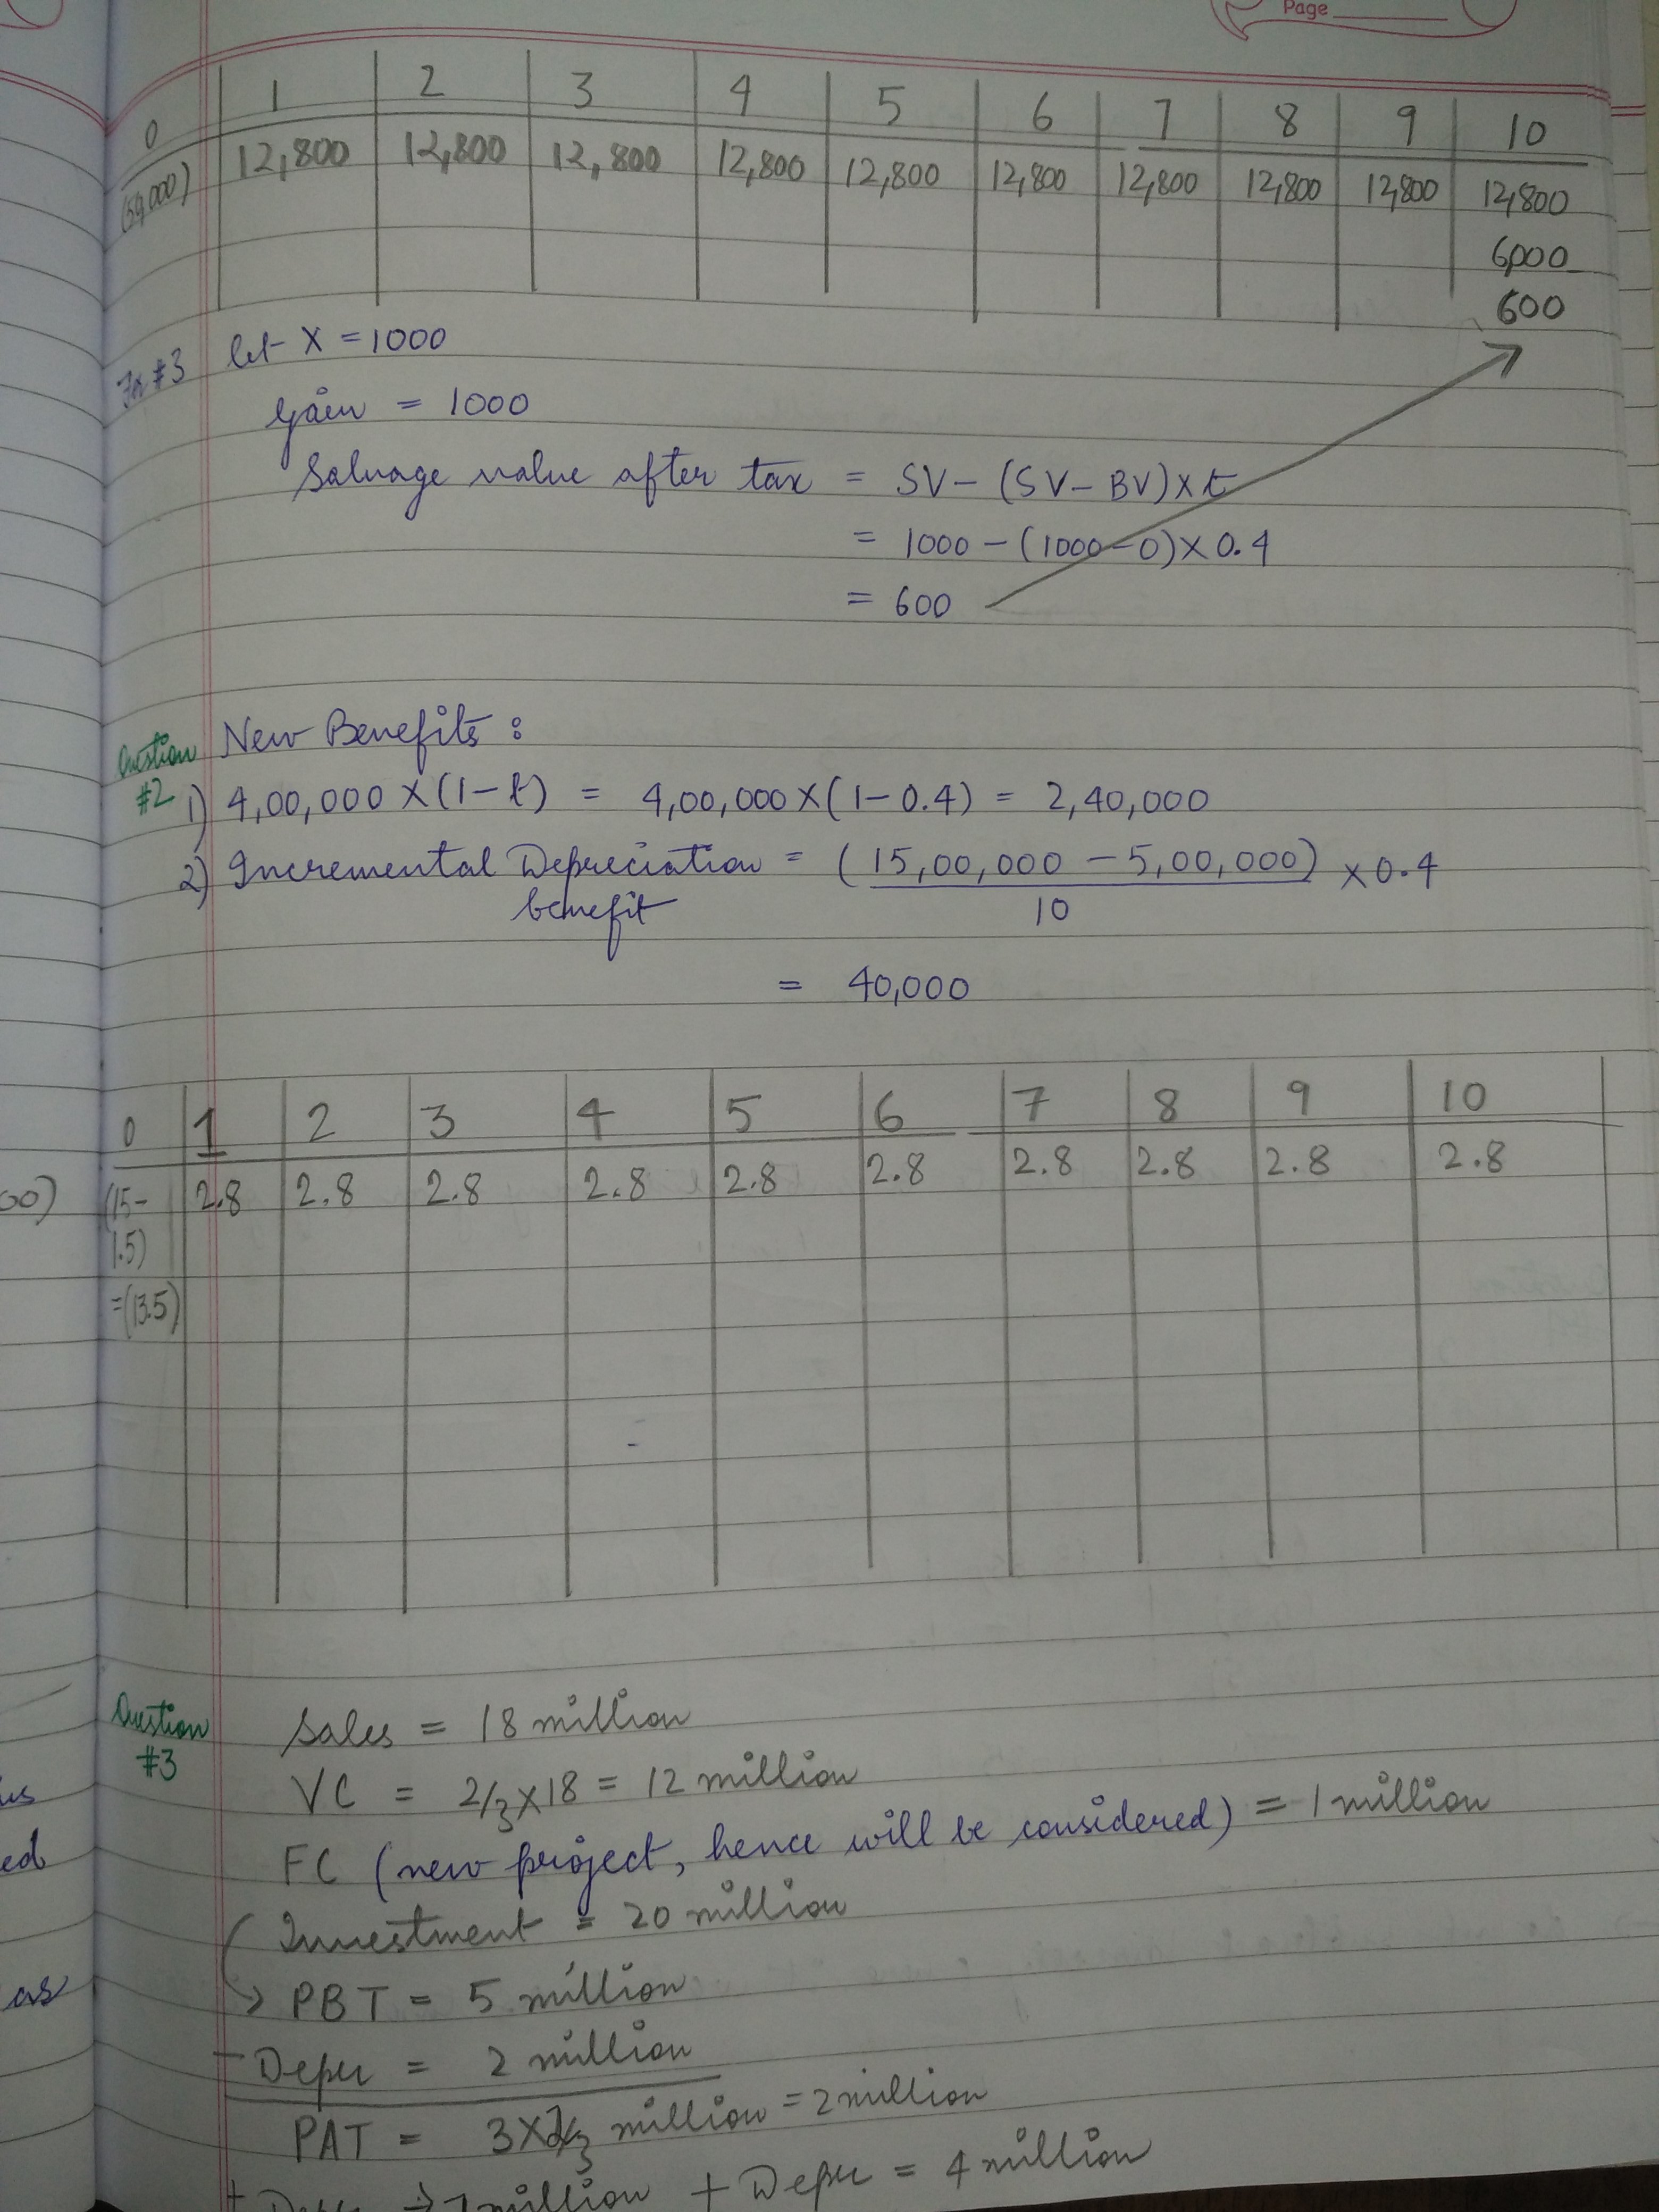 Page
0 1 2 3 4 5 6 7 8 9 10
12,800 12,800 12,800 12,800 12,800 12,800 12,800 12,800 12,800 12,800
6,000
600
#3 let X = 1000
Gain = 1000
Salvage value after tax = SV - (SV - BV) X t
= 1000 - (1000 - 0) X 0.4
= 600
Question #2
New Benefits :
1) 4,00,000 X (1 - t) = 4,00,000 X (1 - 0.4) = 2,40,000
2) Incremental Depreciation benefit = (15,00,000 - 5,00,000) / 10 X 0.4
= 40,000
0 1 2 3 4 5 6 7 8 9 10
00) (15- 2.8 2.8 2.8 2.8 2.8 2.8 2.8 2.8 2.8 2.8
1.5)
=(13.5)
Question #3
Sales = 18 million
VC = 2/3 X 18 = 12 million
FC (new project, hence will be considered) = 1 million
ed
Investment = 20 million
as
PBT = 5 million
- Depr = 2 million
PAT = 3 X 2/3 million = 2 million
+ Depr = 4 million